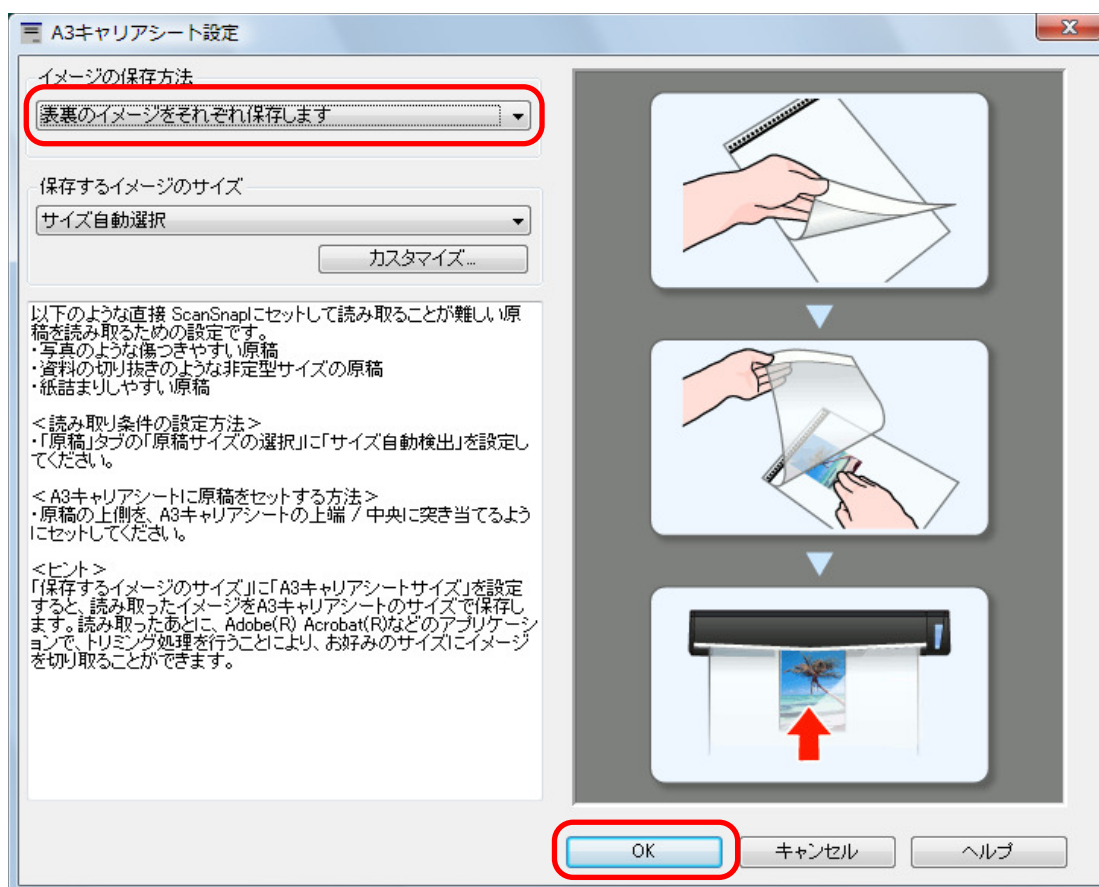 A3キャリアシート設定
イメージの保存方法
表裏のイメージをそれぞれ保存します
保存するイメージのサイズ
サイズ自動選択
カスタマイズ...
以下のような直接 ScanSnapにセットして読み取ることが難しい原
稿を読み取るための設定です。
・写真のような傷つきやすい原稿
・資料の切り抜きのような非定型サイズの原稿
・紙詰まりしやすい原稿
＜読み取り条件の設定方法＞
・「原稿」タブの「原稿サイズの選択」に「サイズ自動検出」を設定し
てください。
＜A3キャリアシートに原稿をセットする方法＞
・原稿の上側を、A3キャリアシートの上端 / 中央に突き当てるよう
にセットしてください。
＜ヒント＞
「保存するイメージのサイズ」に「A3キャリアシートサイズ」を設定
すると、読み取ったイメージをA3キャリアシートのサイズで保存し
ます。読み取ったあとに、Adobe(R) Acrobat(R)などのアプリケーシ
ョンで、トリミング処理を行うことにより、お好みのサイズにイメージ
を切り取ることができます。
OK
キャンセル
ヘルプ